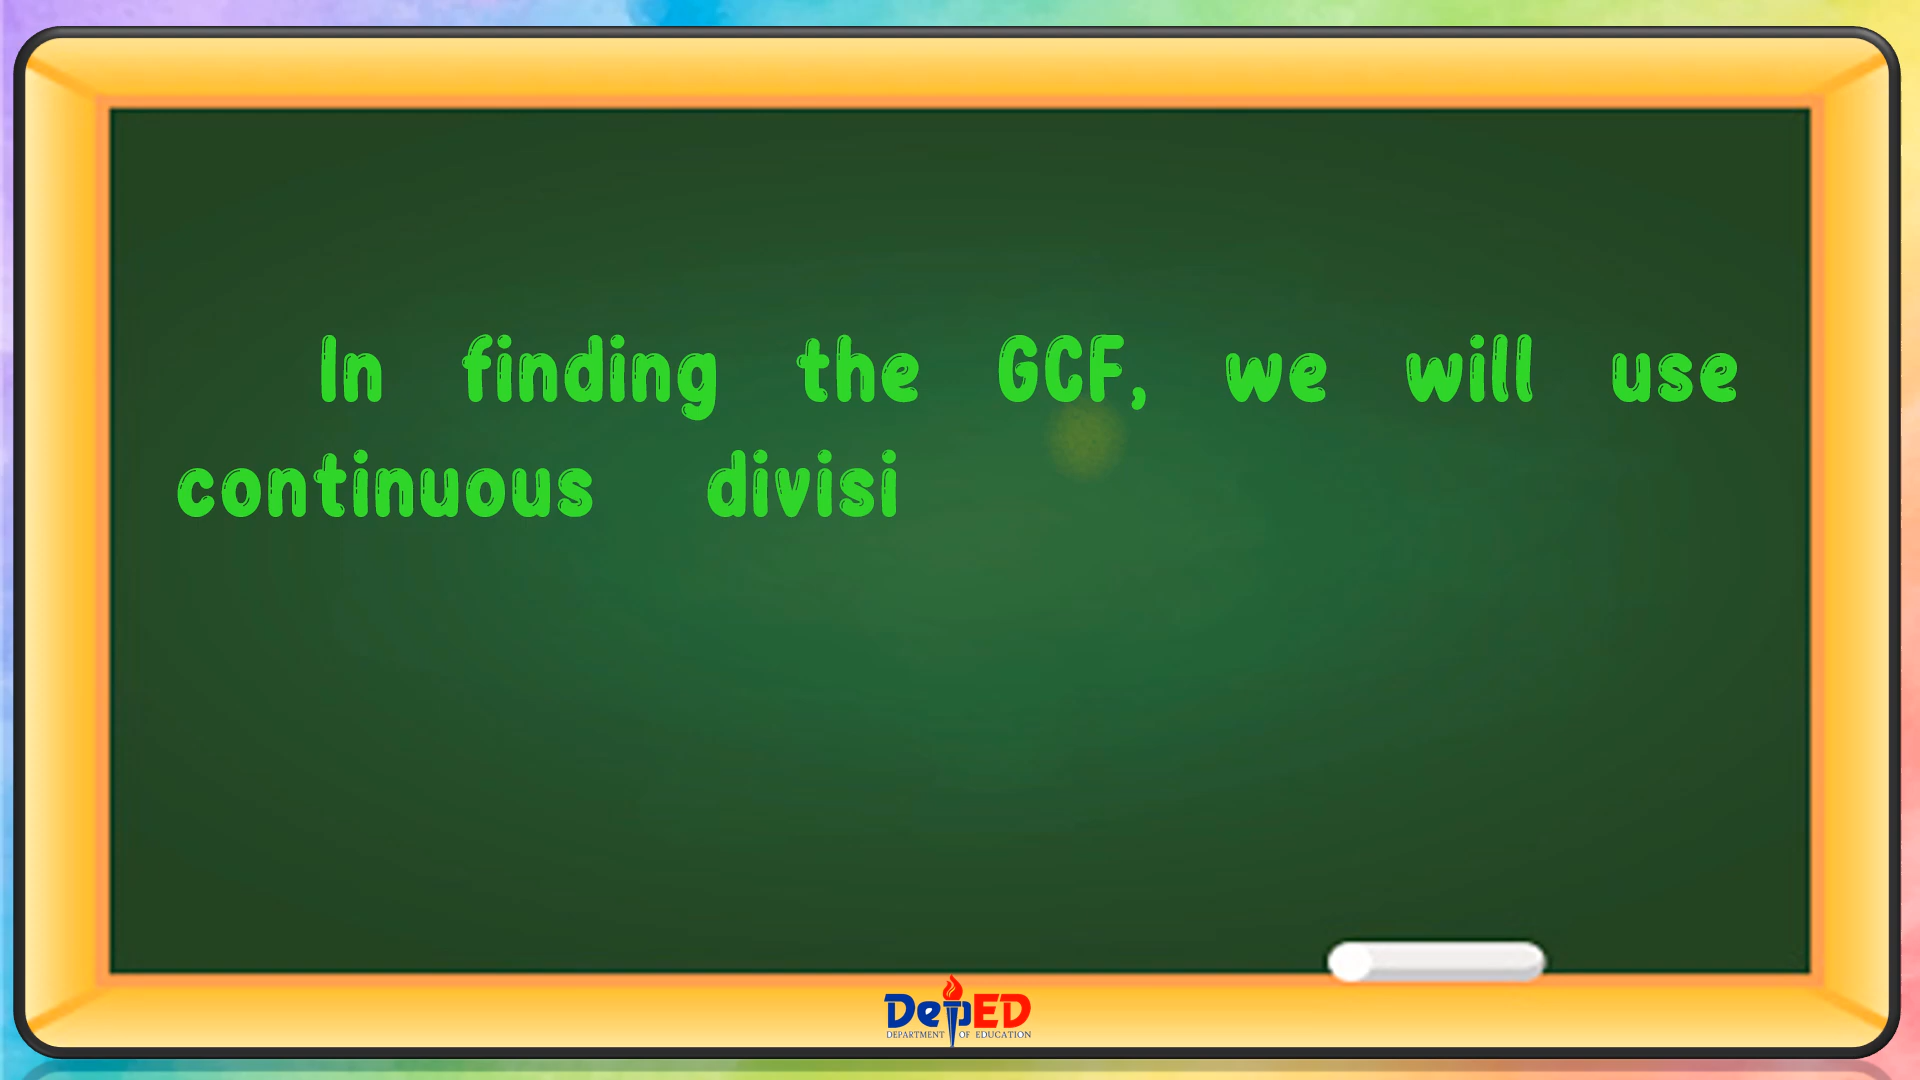 In finding the GCF, we will use
continuous divisi
DepED
DEPARTMENT OF EDUCATION